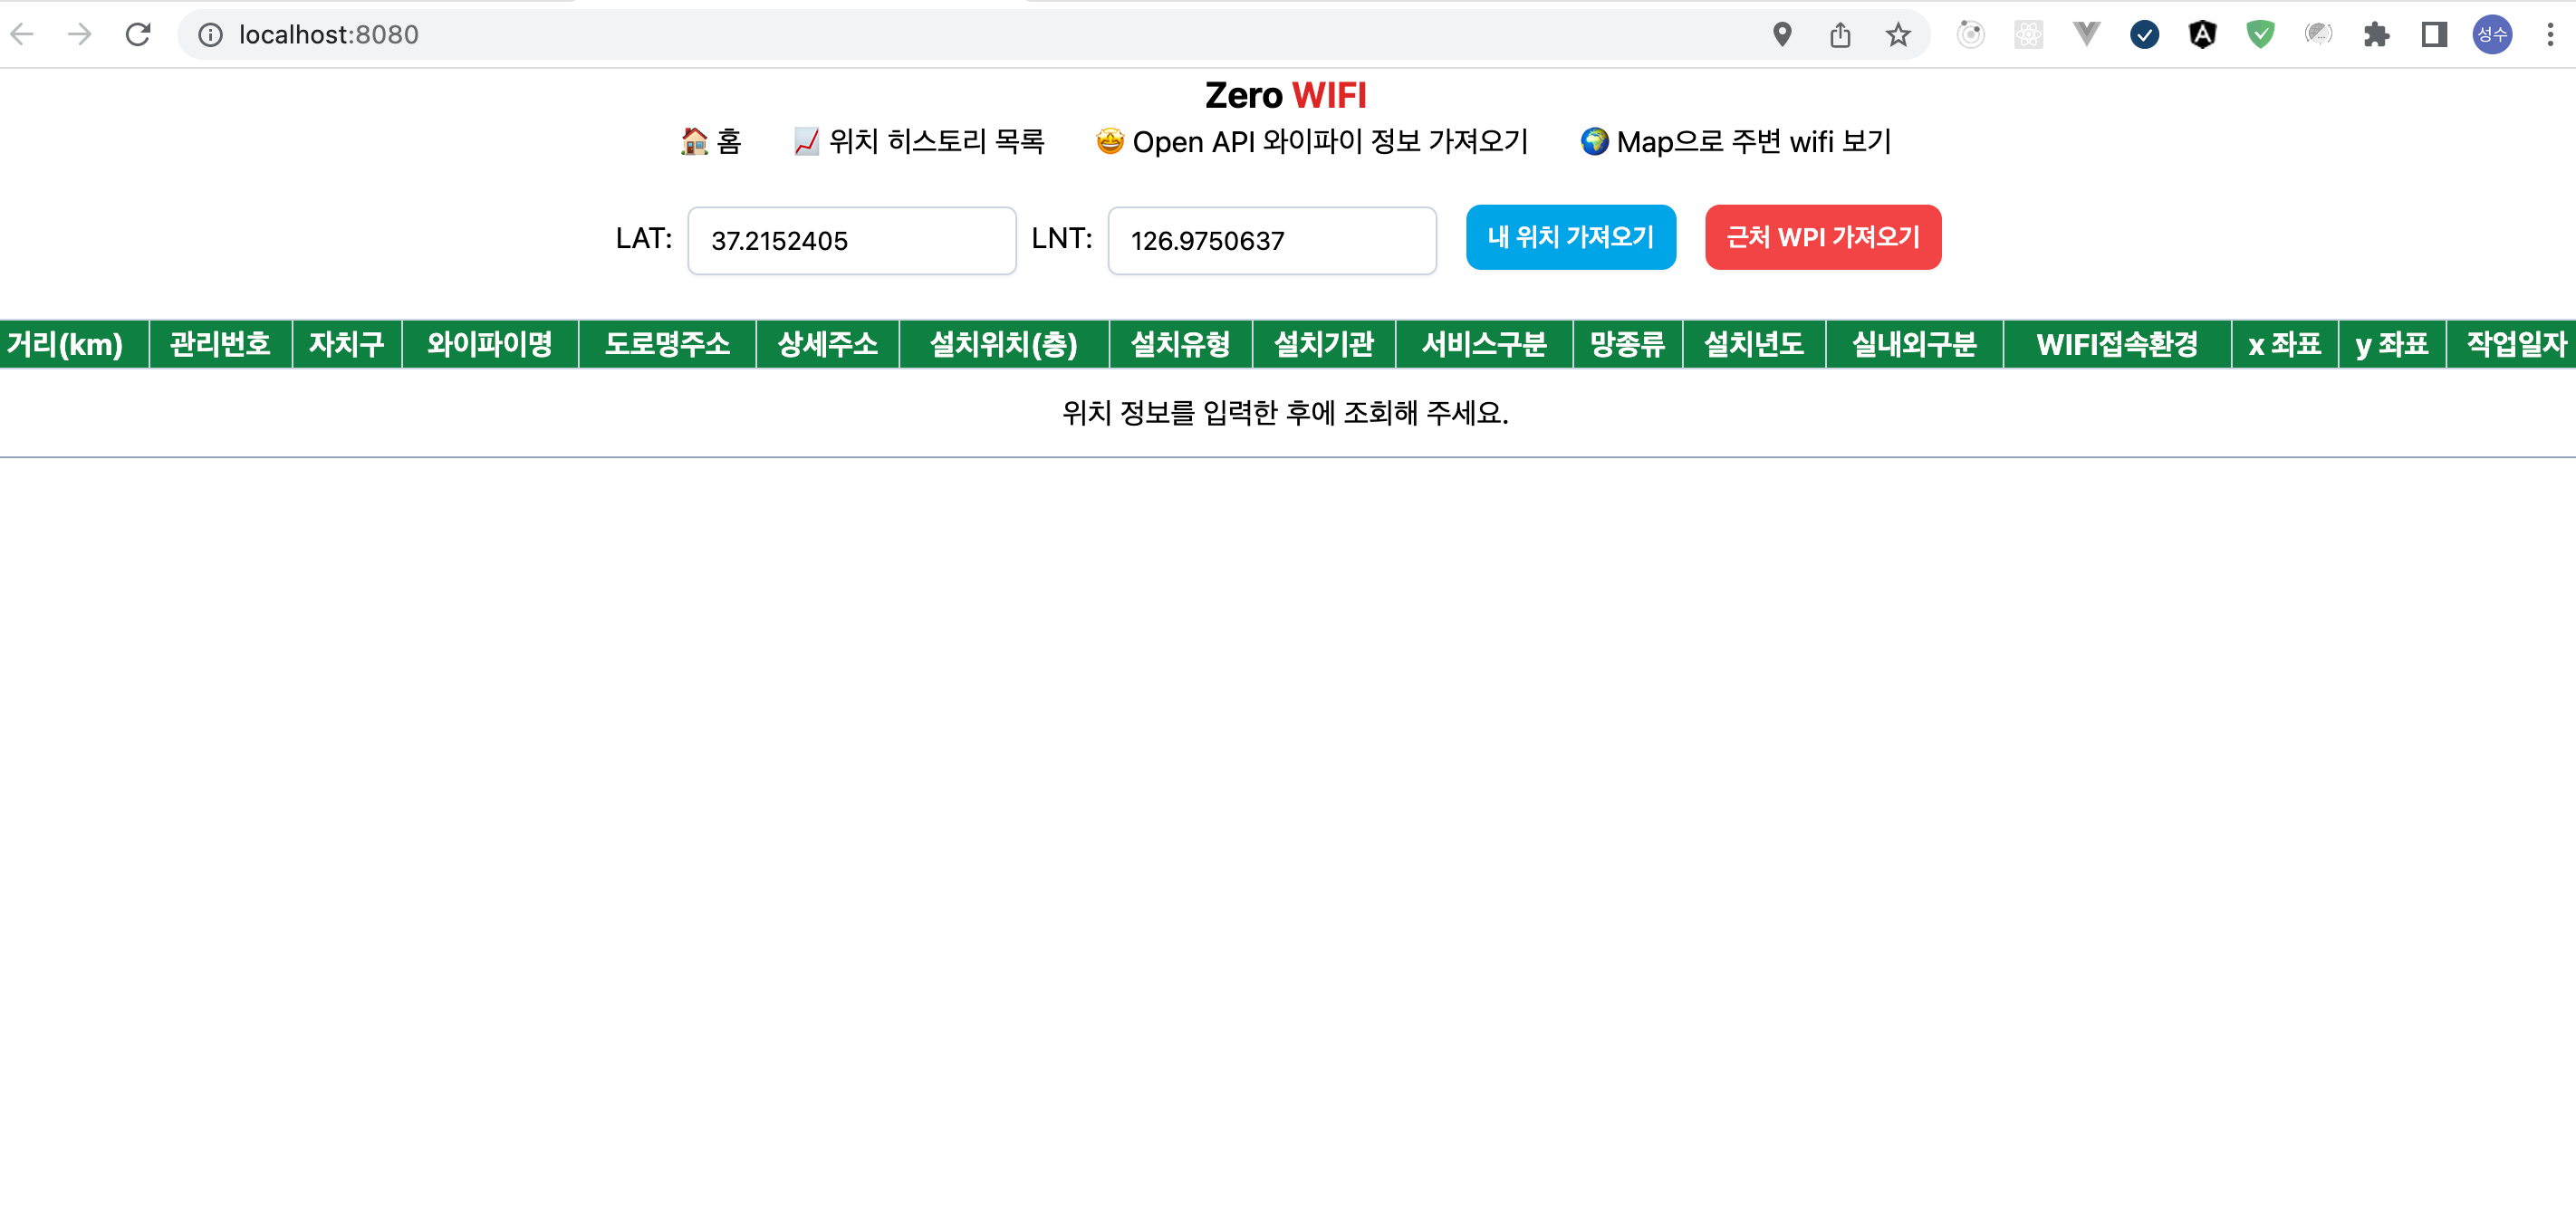 localhost:8080
성수
Zero WIFI
홈 위치 히스토리 목록 Open API 와이파이 정보 가져오기 Map으로 주변 wifi 보기
LAT: 37.2152405 LNT: 126.9750637 내 위치 가져오기 근처 WPI 가져오기
거리(km) 관리번호 자치구 와이파이명 도로명주소 상세주소 설치위치(층) 설치유형 설치기관 서비스구분 망종류 설치년도 실내외구분 WIFI접속환경 x 좌표 y 좌표 작업일자
위치 정보를 입력한 후에 조회해 주세요.